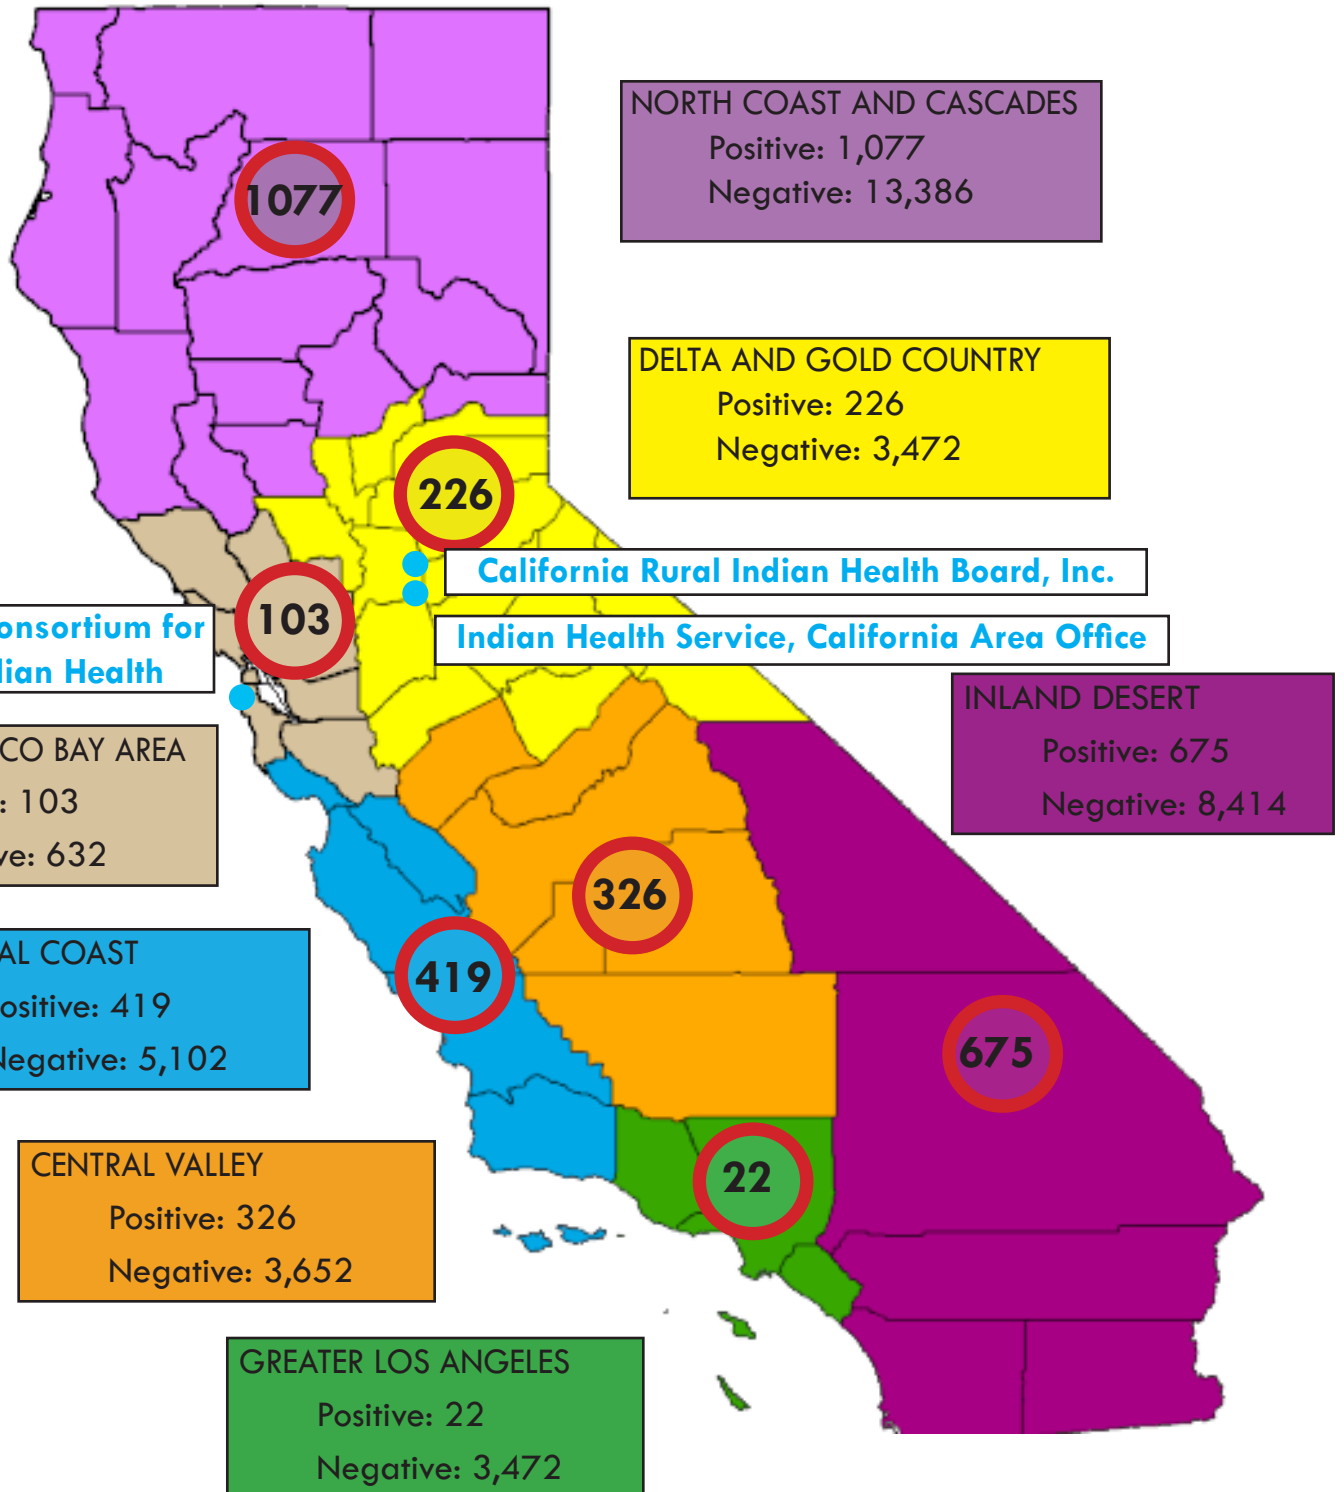 NORTH COAST AND CASCADES
Positive: 1,077
Negative: 13,386
1077
DELTA AND GOLD COUNTRY
Positive: 226
Negative: 3,472
226
California Rural Indian Health Board, Inc.
103
onsortium for
dian Health
Indian Health Service, California Area Office
INLAND DESERT
Positive: 675
Negative: 8,414
CO BAY AREA
: 103
ve: 632
326
AL COAST
ositive: 419
Negative: 5,102
419
675
CENTRAL VALLEY
Positive: 326
Negative: 3,652
22
GREATER LOS ANGELES
Positive: 22
Negative: 3,472